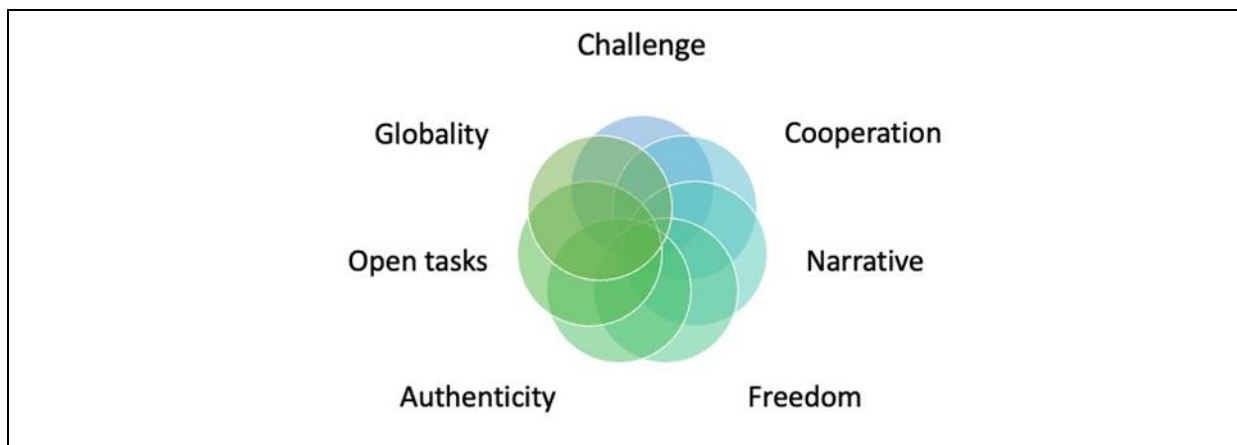 Challenge
Globality
Cooperation
Open tasks
Narrative
Authenticity
Freedom